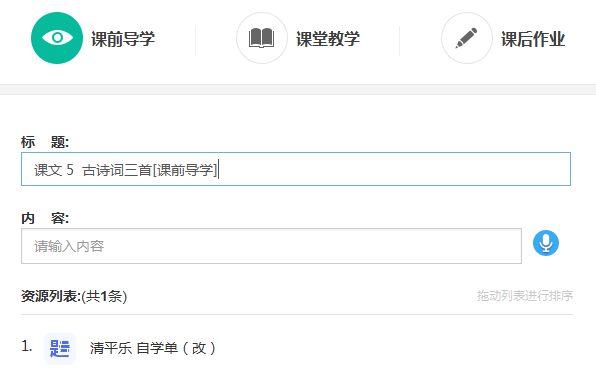 课前导学 课堂教学 课后作业
标 题:
课文 5 古诗词三首[课前导学]
内 容:
请输入内容
资源列表:(共1条) 拖动列表进行排序
1. 题 清平乐 自学单（改）